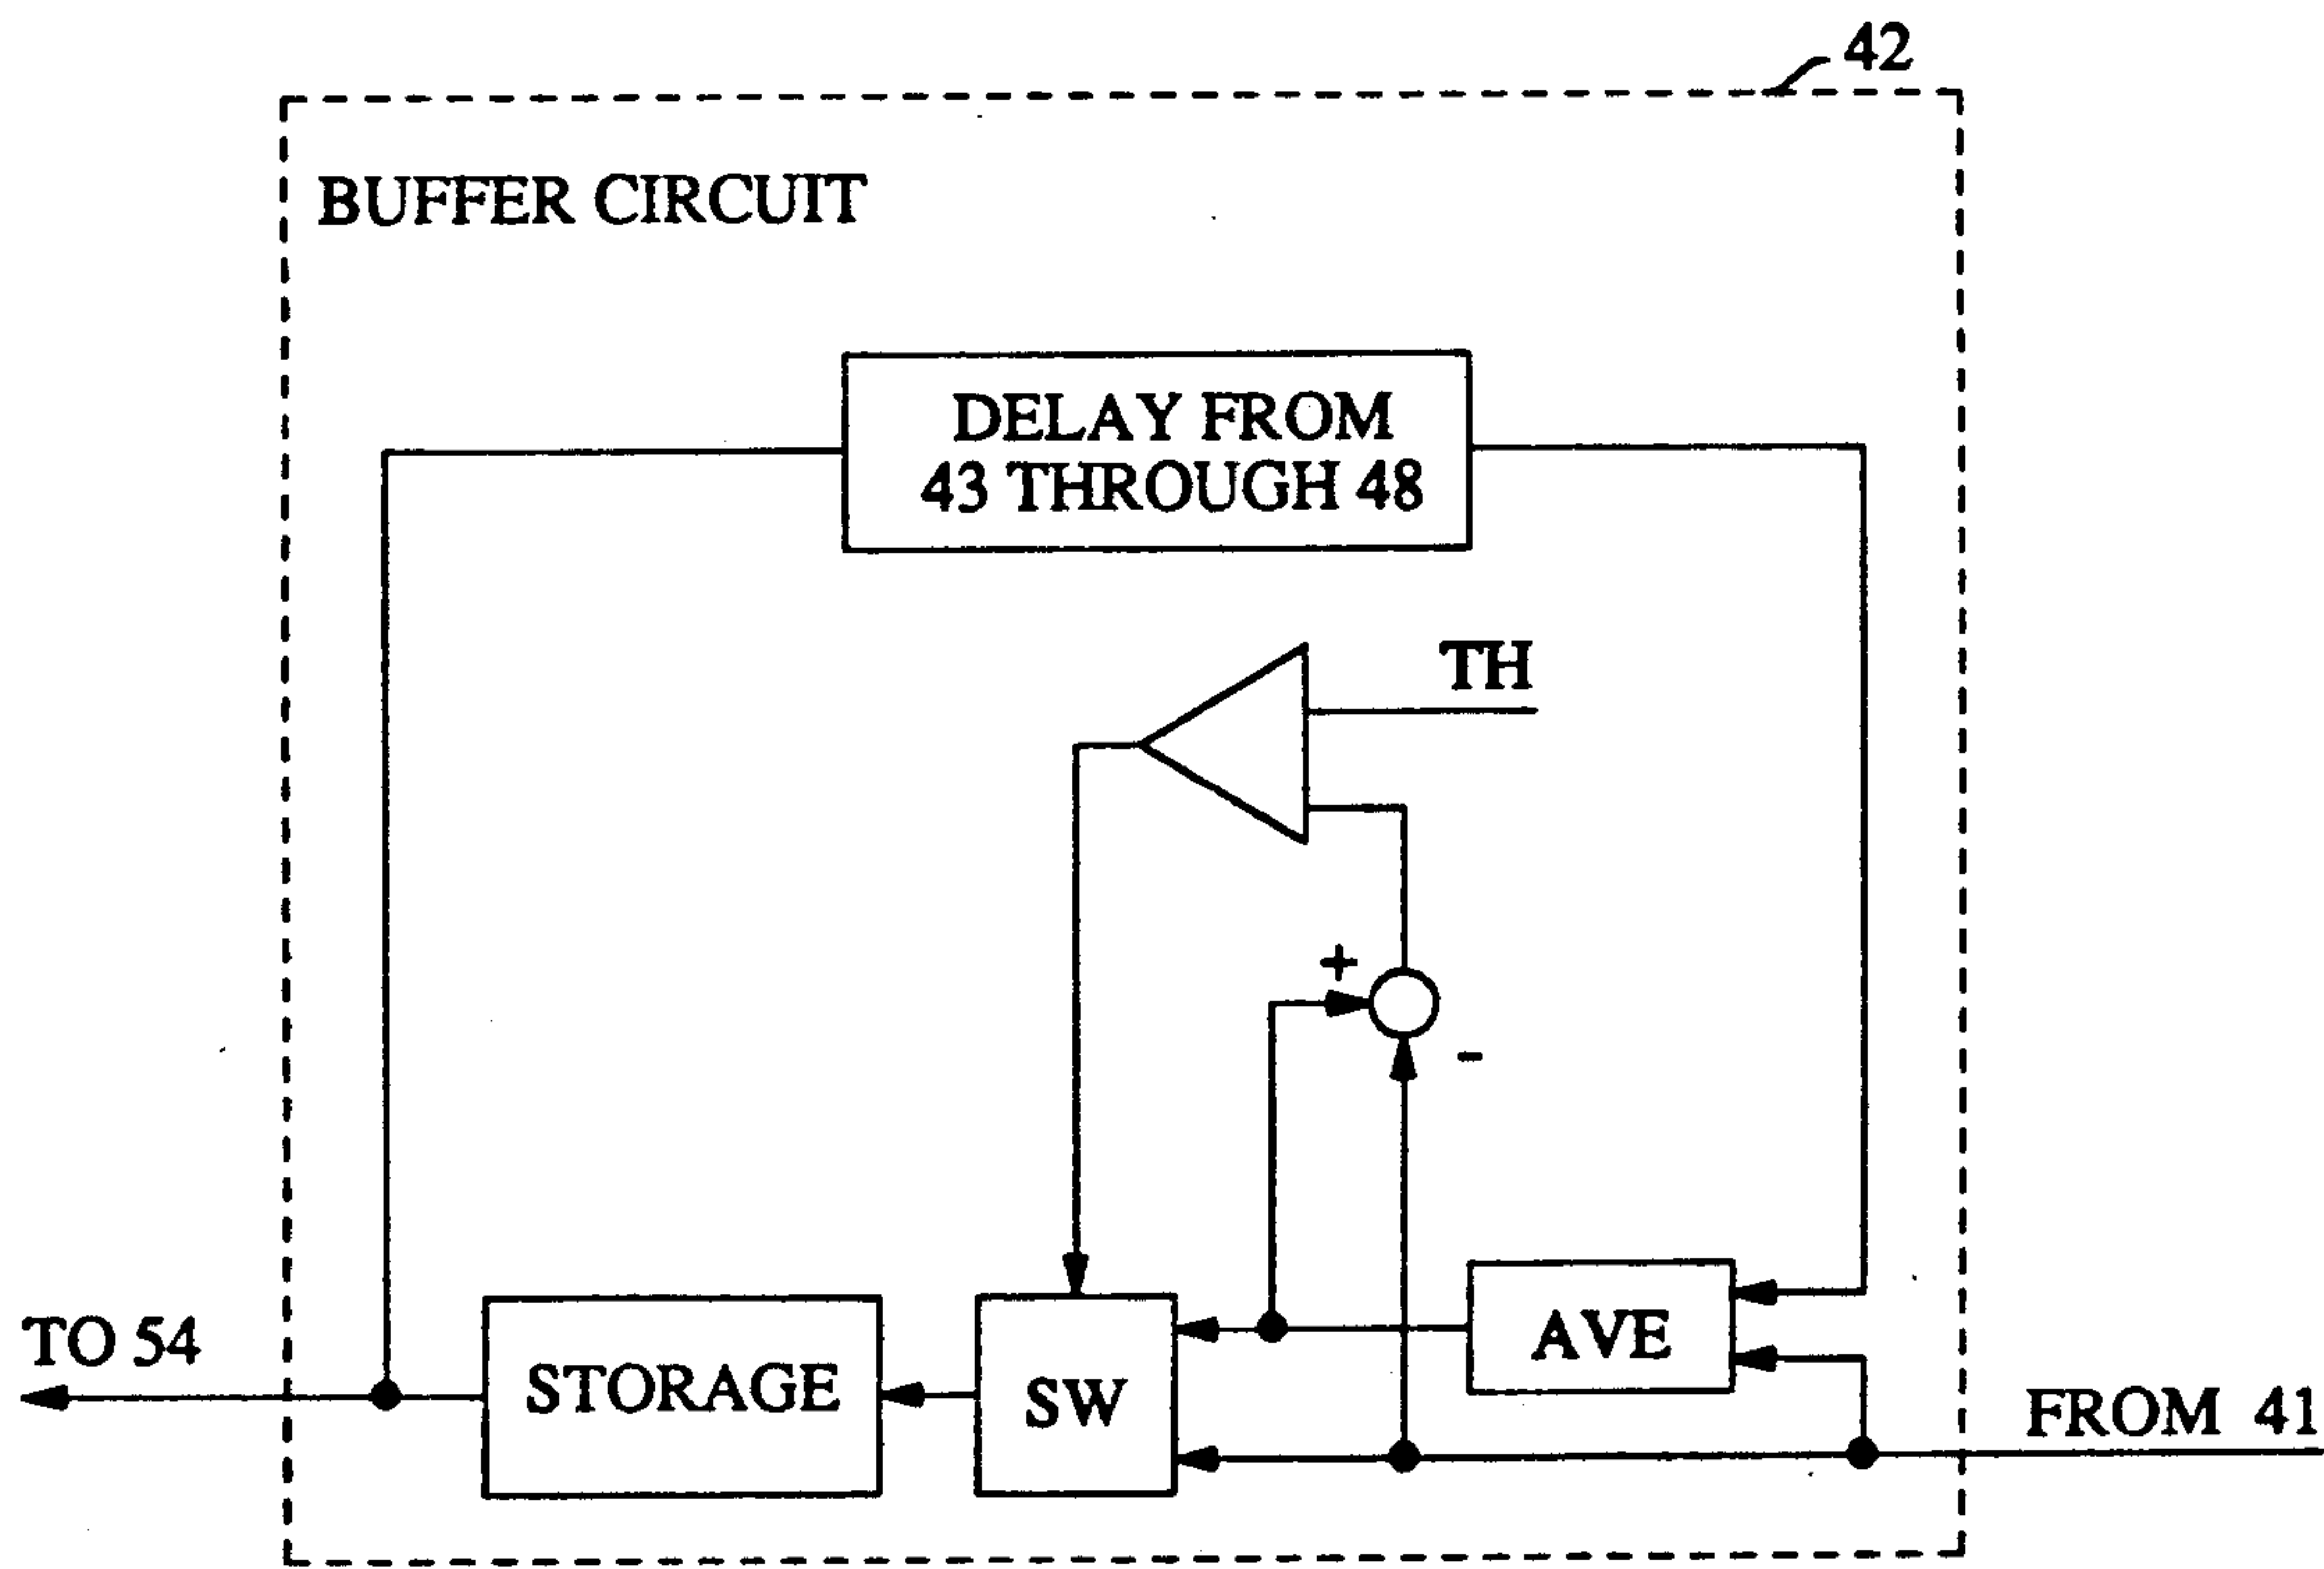 42
BUFFER CIRCUIT
DELAY FROM
43 THROUGH 48
TH
+
-
AVE
TO 54
STORAGE
SW
FROM 41